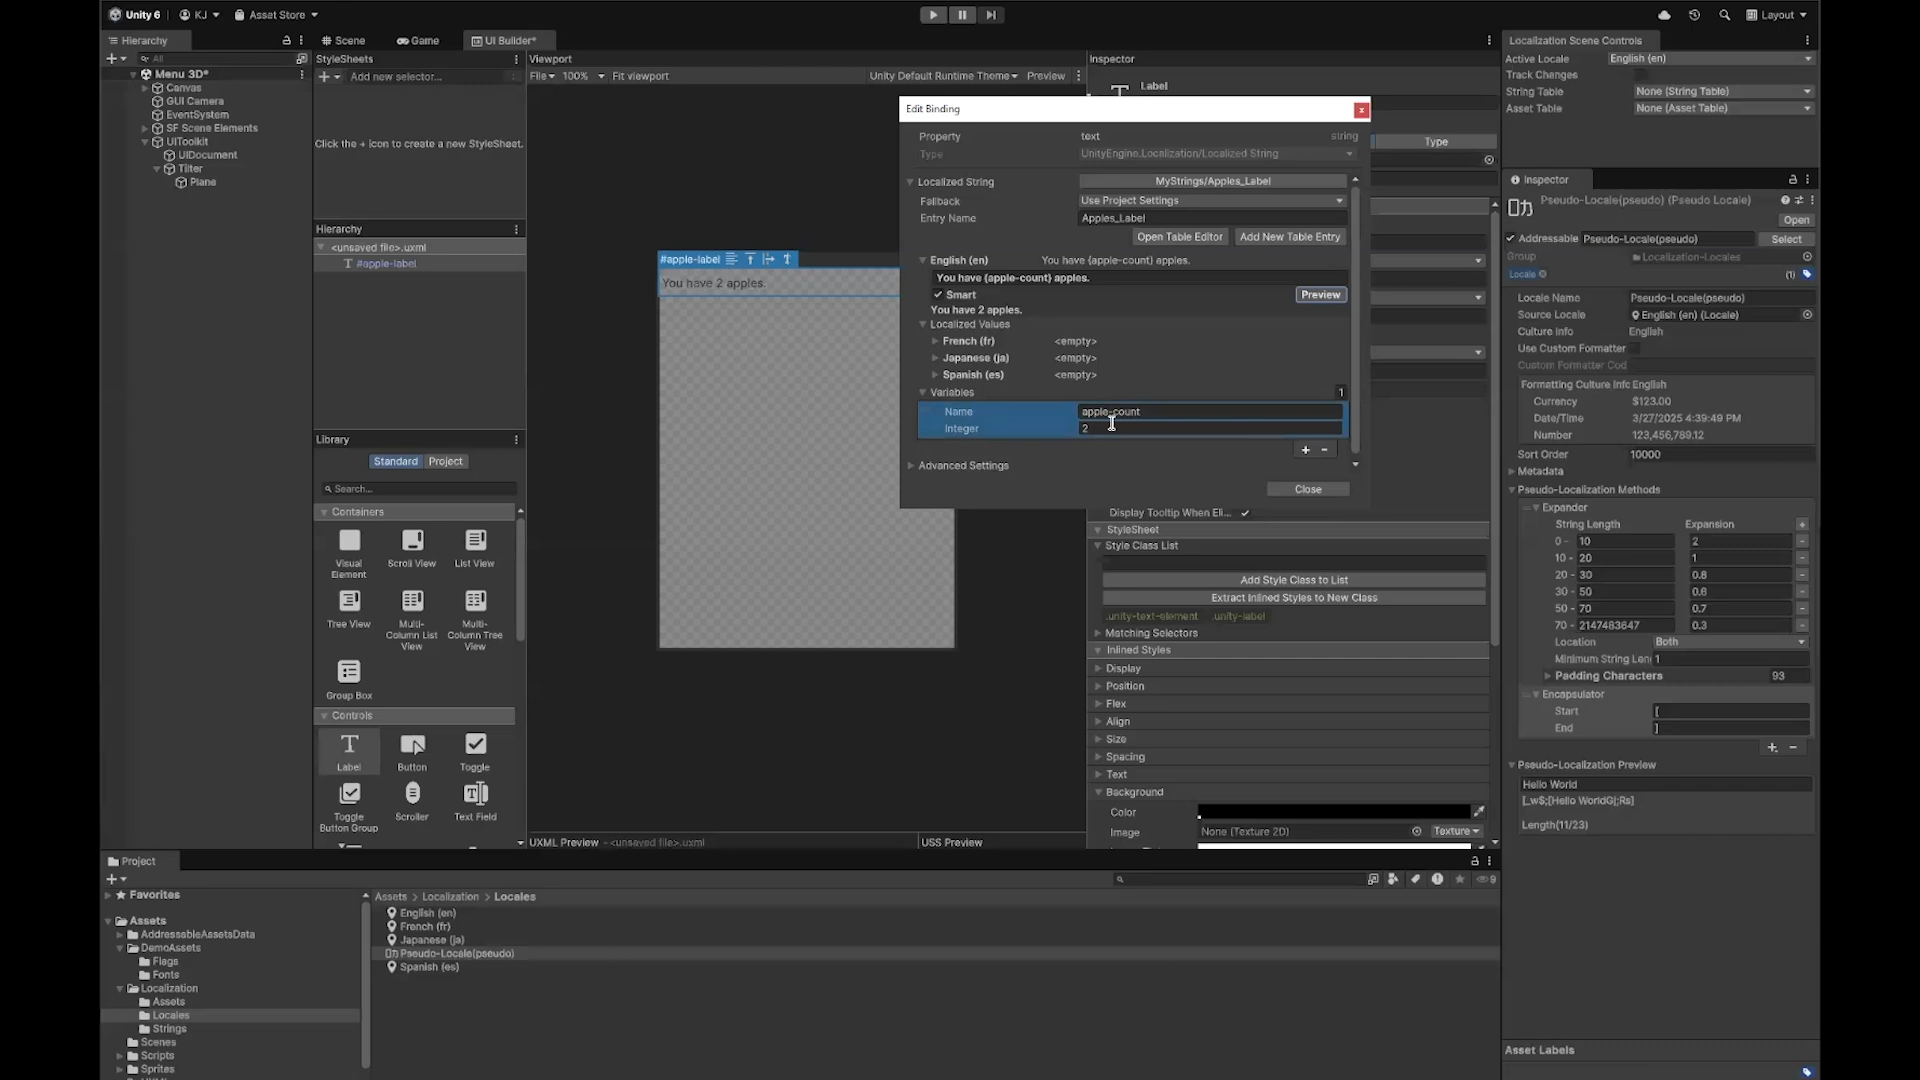 Unity 6
KJ
Asset Store
Layout
Hierarchy
All
Menu 3D*
Canvas
GUI Camera
EventSystem
SF Scene Elements
UIToolkit
UIDocument
Tilter
Plane
Scene
Game
UI Builder*
StyleSheets
Add new selector...
Click the + icon to create a new StyleSheet.
Hierarchy
<unsaved file>.uxml
#apple-label
Library
Standard
Project
Search...
Containers
Visual
Element
Scroll View
List View
Tree View
Multi-
Column List
View
Multi-
Column Tree
View
Group Box
Controls
Label
Button
Toggle
Toggle
Button Group
Scroller
Text Field
Viewport
File
100%
Fit viewport
Unity Default Runtime Theme
Preview
#apple-label
You have 2 apples.
UXML Preview - <unsaved file>.uxml
USS Preview
Inspector
Label
Type
Edit Binding
x
Property
text
string
Type
UnityEngine.Localization/Localized String
Localized String
MyStrings/Apples_Label
Fallback
Use Project Settings
Entry Name
Apples_Label
Open Table Editor
Add New Table Entry
English (en)
You have {apple-count} apples.
You have {apple-count} apples.
Smart
Preview
You have 2 apples.
Localized Values
French (fr)
<empty>
Japanese (ja)
<empty>
Spanish (es)
<empty>
Variables
1
Name
apple-count
Integer
2
+ -
Advanced Settings
Close
Display Tooltip When Eli...
StyleSheet
Style Class List
Add Style Class to List
Extract Inlined Styles to New Class
.unity-text-element
.unity-label
Matching Selectors
Inlined Styles
Display
Position
Flex
Align
Size
Spacing
Text
Background
Color
Image
None (Texture 2D)
Texture
Localization Scene Controls
Active Locale
English (en)
Track Changes
String Table
None (String Table)
Asset Table
None (Asset Table)
Inspector
Pseudo-Locale(pseudo) (Pseudo Locale)
Open
Addressable
Pseudo-Locale(pseudo)
Select
Group
Localization-Locales
Locale
(1)
Locale Name
Pseudo-Locale(pseudo)
Source Locale
English (en) (Locale)
Culture Info
English
Use Custom Formatter
Custom Formatter Cod
Formatting Culture Info English
Currency
$123.00
Date/Time
3/27/2025 4:39:49 PM
Number
123,456,789.12
Sort Order
10000
Metadata
Pseudo-Localization Methods
Expander
String Length
Expansion
+
0 - 10
2
10 - 20
1
20 - 30
0.8
30 - 50
0.6
50 - 70
0.7
70 - 2147483647
0.3
Location
Both
Minimum String Len
1
Padding Characters
93
Encapsulator
Start
[
End
]
+ -
Pseudo-Localization Preview
Hello World
Length(11/23)
Asset Labels
Project
9
Favorites
Assets
AddressableAssetsData
DemoAssets
Flags
Fonts
Localization
Assets
Locales
Strings
Scenes
Scripts
Sprites
Assets > Localization > Locales
English (en)
French (fr)
Japanese (ja)
Pseudo-Locale(pseudo)
Spanish (es)